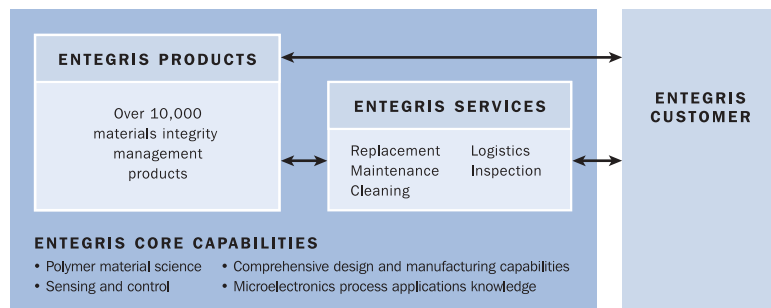 ENTEGRIS PRODUCTS
Over 10,000
materials integrity
management
products
ENTEGRIS SERVICES
Replacement
Maintenance
Cleaning
Logistics
Inspection
ENTEGRIS
CUSTOMER
ENTEGRIS CORE CAPABILITIES
• Polymer material science
• Sensing and control
• Comprehensive design and manufacturing capabilities
• Microelectronics process applications knowledge